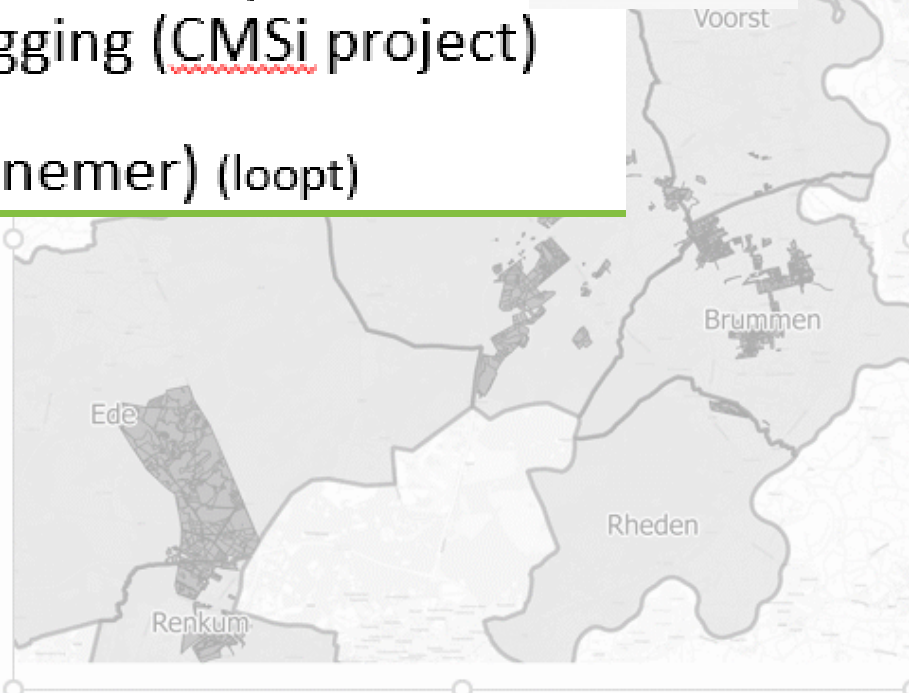 gging (CMSi project)
nemer) (loopt)
Voorst
Brummen
Ede
Rheden
Renkum